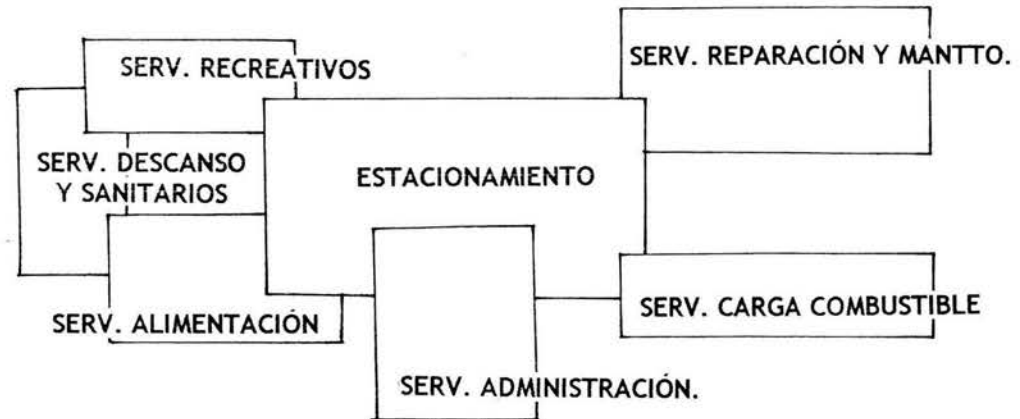 SERV. RECREATIVOS
SERV. REPARACIÓN Y MANTTO.
SERV. DESCANSO
Y SANITARIOS
ESTACIONAMIENTO
SERV. ALIMENTACIÓN
SERV. CARGA COMBUSTIBLE
SERV. ADMINISTRACIÓN.